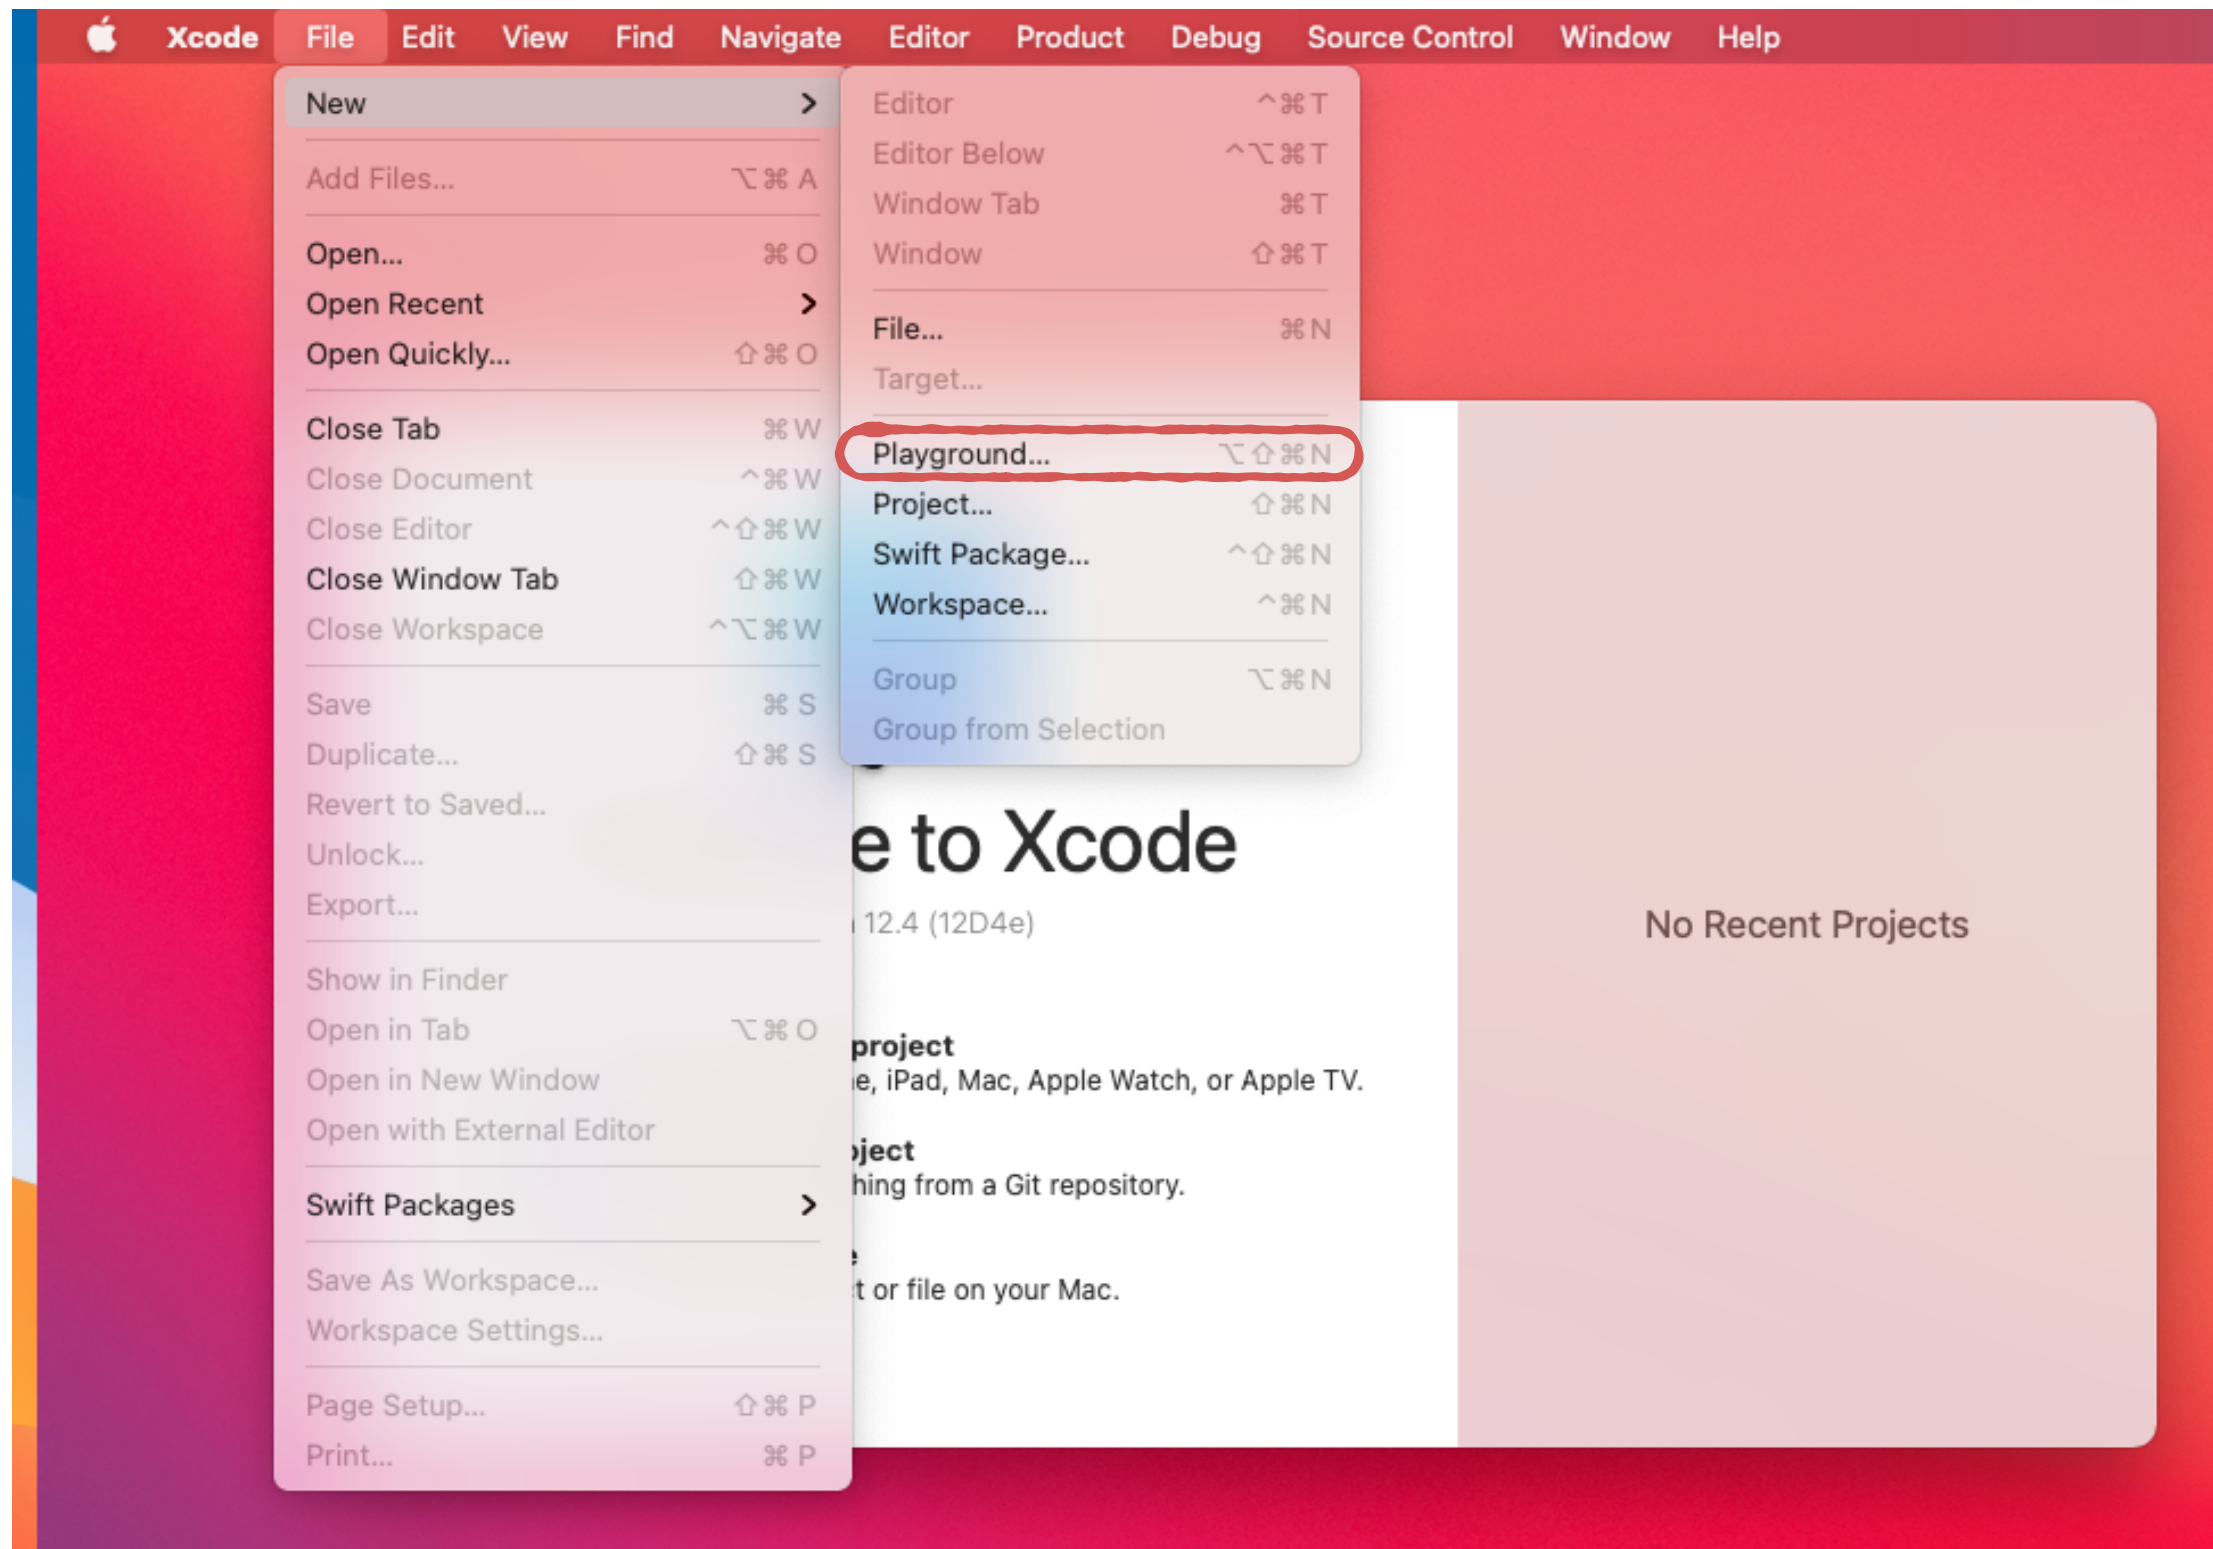 Xcode File Edit View Find Navigate Editor Product Debug Source Control Window Help
New
Add Files... ⌥⌘A
Open... ⌘O
Open Recent
Open Quickly... ⇧⌘O
Close Tab ⌘W
Close Document ^⌘W
Close Editor ^⇧⌘W
Close Window Tab ⇧⌘W
Close Workspace ^⌥⌘W
Save ⌘S
Duplicate... ⇧⌘S
Revert to Saved...
Unlock...
Export...
Show in Finder
Open in Tab ⌥⌘O
Open in New Window
Open with External Editor
Swift Packages
Save As Workspace...
Workspace Settings...
Page Setup... ⇧⌘P
Print... ⌘P
Editor ^⌘T
Editor Below ^⌥⌘T
Window Tab ⌘T
Window ⇧⌘T
File... ⌘N
Target...
Playground... ⌥⇧⌘N
Project... ⇧⌘N
Swift Package... ^⇧⌘N
Workspace... ^⌘N
Group ⌥⌘N
Group from Selection
e to Xcode
12.4 (12D4e)
project
e, iPad, Mac, Apple Watch, or Apple TV.
ject
hing from a Git repository.
t or file on your Mac.
No Recent Projects